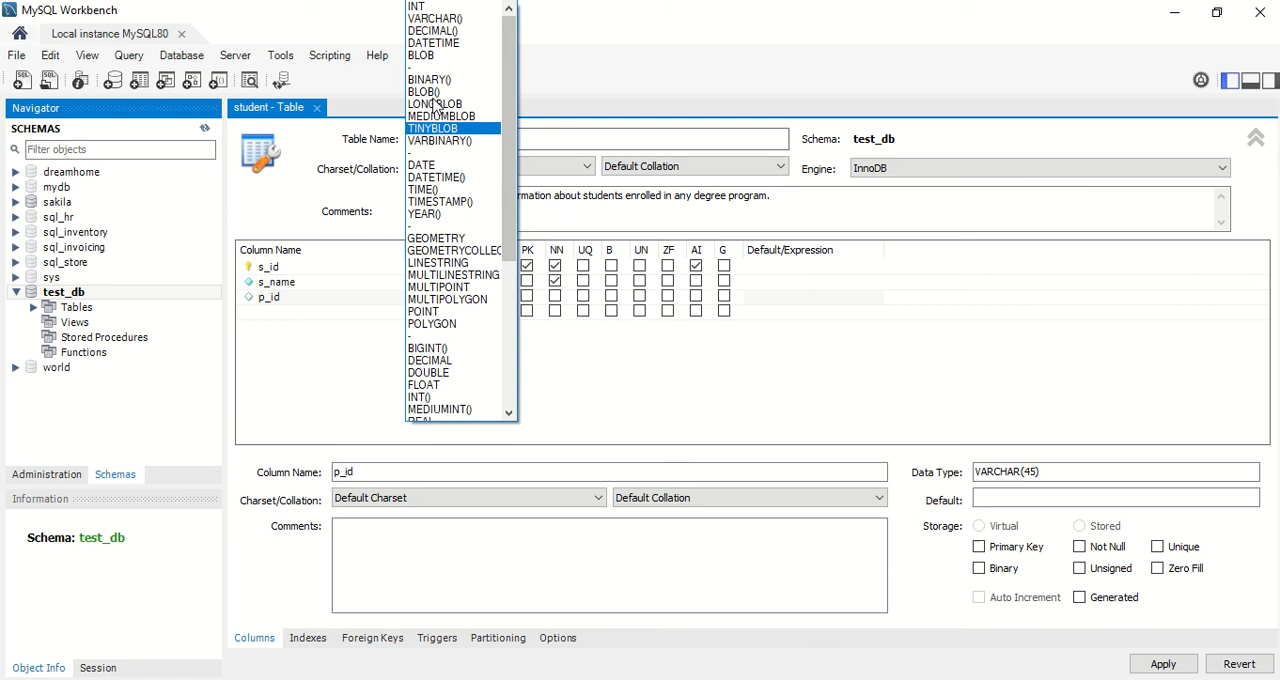 MySQL Workbench
Local instance MySQL80
File Edit View Query Database Server Tools Scripting Help
Navigator
SCHEMAS
Filter objects
dreamhome
mydb
sakila
sql_hr
sql_inventory
sql_invoicing
sql_store
sys
test_db
Tables
Views
Stored Procedures
Functions
world
Administration Schemas
Information
Schema: test_db
Object Info Session
student - Table
Table Name:
Schema: test_db
Charset/Collation:
Default Collation
Engine: InnoDB
Comments:
rmation about students enrolled in any degree program.
Column Name PK NN UQ B UN ZF AI G Default/Expression
s_id
s_name
p_id
INT
VARCHAR()
DECIMAL()
DATETIME
BLOB
-
BINARY()
BLOB()
LONGBLOB
MEDIUMBLOB
TINYBLOB
VARBINARY()
-
DATE
DATETIME()
TIME()
TIMESTAMP()
YEAR()
-
GEOMETRY
GEOMETRYCOLLEC
LINESTRING
MULTILINESTRING
MULTIPOINT
MULTIPOLYGON
POINT
POLYGON
-
BIGINT()
DECIMAL
DOUBLE
FLOAT
INT()
MEDIUMINT()
Column Name: p_id
Data Type: VARCHAR(45)
Charset/Collation: Default Charset Default Collation
Default:
Comments:
Storage: Virtual Stored
Primary Key Not Null Unique
Binary Unsigned Zero Fill
Auto Increment Generated
Columns Indexes Foreign Keys Triggers Partitioning Options
Apply Revert